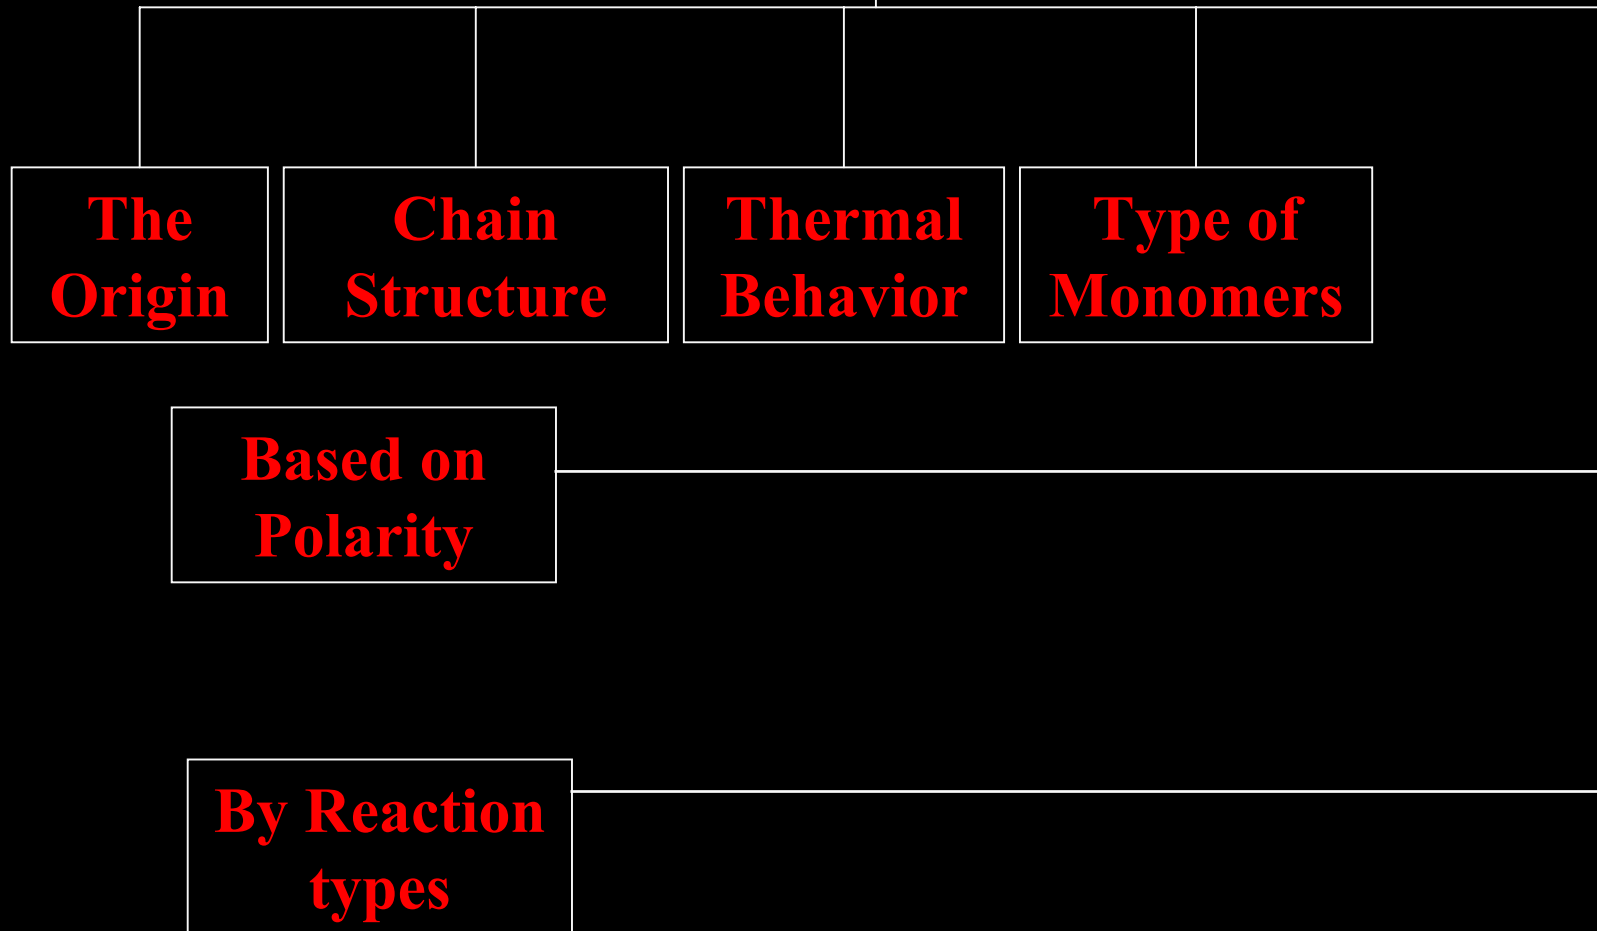 The
Origin
Chain
Structure
Thermal
Behavior
Type of
Monomers
Based on
Polarity
By Reaction
types